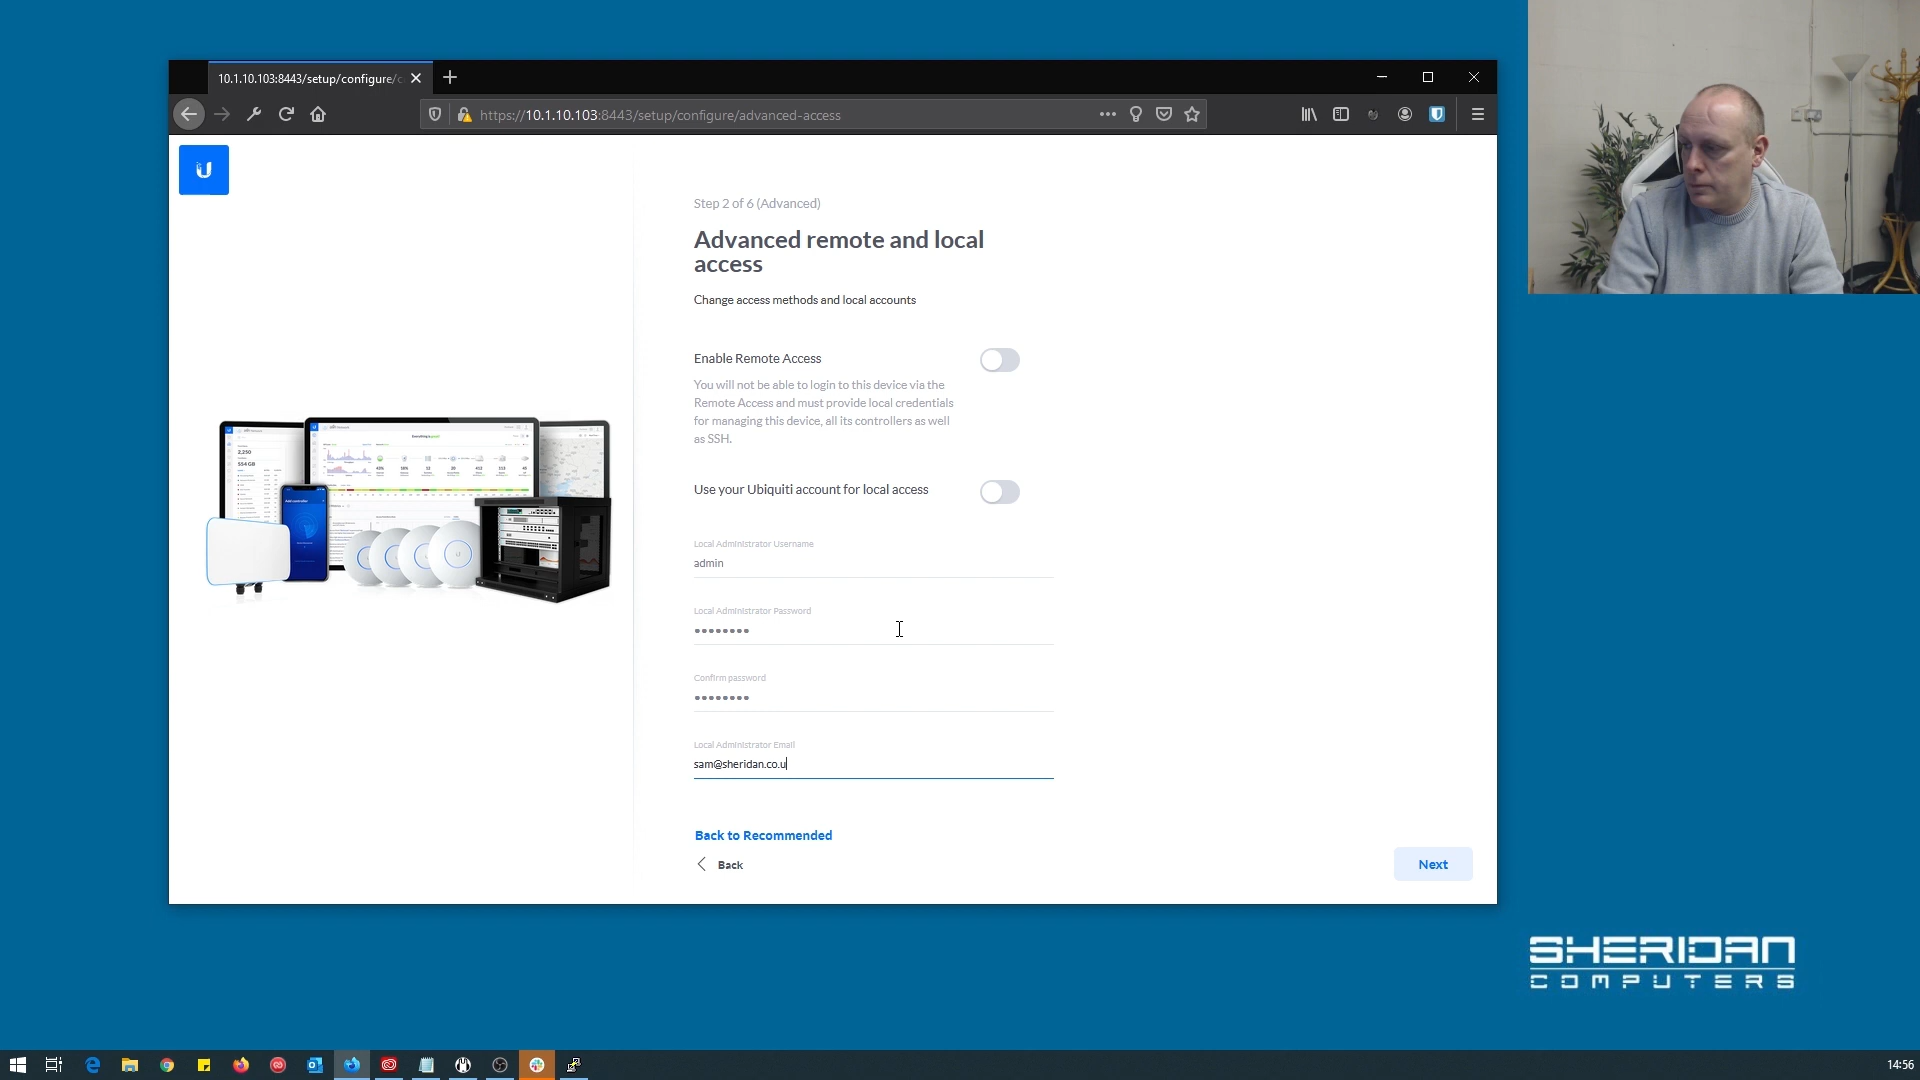 10.1.10.103:8443/setup/configure/
https://10.1.10.103:8443/setup/configure/advanced-access
Step 2 of 6 (Advanced)
Advanced remote and local
access
Change access methods and local accounts
Enable Remote Access
You will not be able to login to this device via the
Remote Access and must provide local credentials
for managing this device, all its controllers as well
as SSH.
Use your Ubiquiti account for local access
Local Administrator Username
admin
Local Administrator Password
••••••••
Confirm password
••••••••
Local Administrator Email
sam@sheridan.co.u
Back to Recommended
Back
Next
SHERIDAN
COMPUTERS
14:56